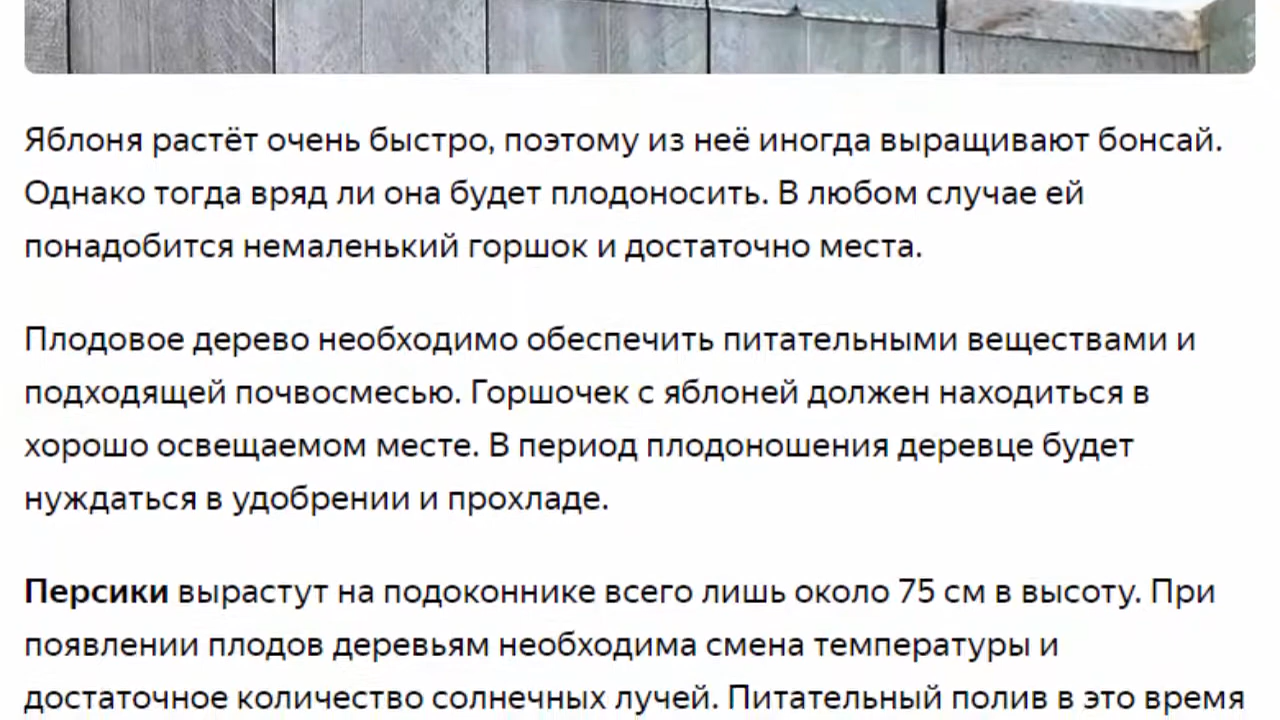 Яблоня растёт очень быстро, поэтому из неё иногда выращивают бонсай.
Однако тогда вряд ли она будет плодоносить. В любом случае ей
понадобится немаленький горшок и достаточно места.
Плодовое дерево необходимо обеспечить питательными веществами и
подходящей почвосмесью. Горшочек с яблоней должен находиться в
хорошо освещаемом месте. В период плодоношения деревце будет
нуждаться в удобрении и прохладе.
Персики вырастут на подоконнике всего лишь около 75 см в высоту. При
появлении плодов деревьям необходима смена температуры и
достаточное количество солнечных лучей. Питательный полив в это время